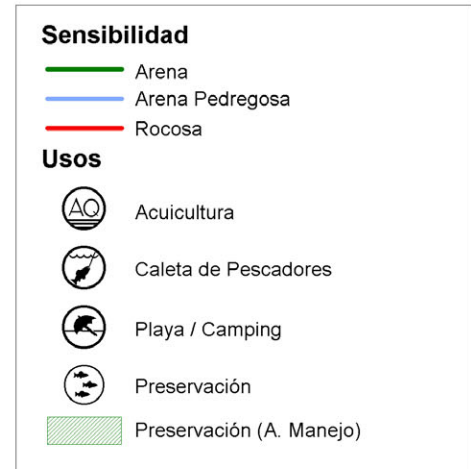 Sensibilidad
Arena
Arena Pedregosa
Rocosa
Usos
AQ Acuicultura
Caleta de Pescadores
Playa / Camping
Preservación
Preservación (A. Manejo)